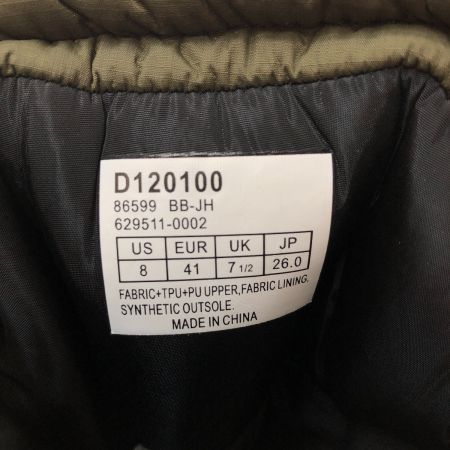 D120100
86599 BB-JH
629511-0002
US EUR UK JP
8 41 7 1/2 26.0
FABRIC+TPU+PU UPPER,FABRIC LINING.
SYNTHETIC OUTSOLE.
MADE IN CHINA